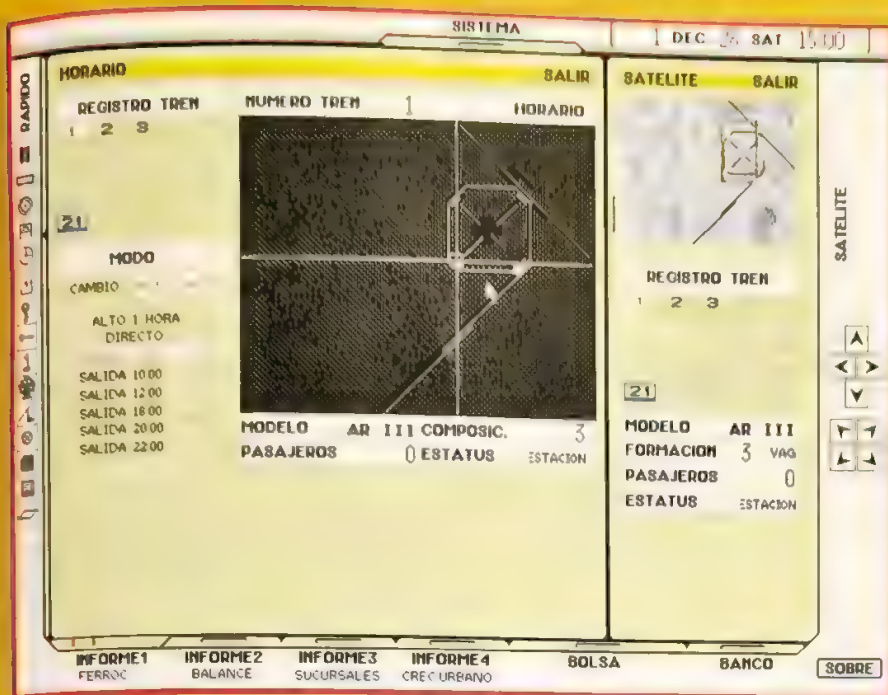 SISTEMA
1 DEC SAT 15:00
RAPIDO
HORARIO SALIR
REGISTRO TREN
1 2 3
21
MODO
CAMBIO
ALTO 1 HORA
DIRECTO
SALIDA 10:00
SALIDA 12:00
SALIDA 18:00
SALIDA 20:00
SALIDA 22:00
NUMERO TREN 1 HORARIO
MODELO AR III COMPOSIC. 3
PASAJEROS 0 ESTATUS ESTACION
SATELITE SALIR
REGISTRO TREN
1 2 3
21
MODELO AR III
FORMACION 3 VAG
PASAJEROS 0
ESTATUS ESTACION
SATELITE
INFORME1 INFORME2 INFORME3 INFORME4 BOLSA BANCO SOBRE
FERROC BALANCE SUCURSALES CREC URBANO